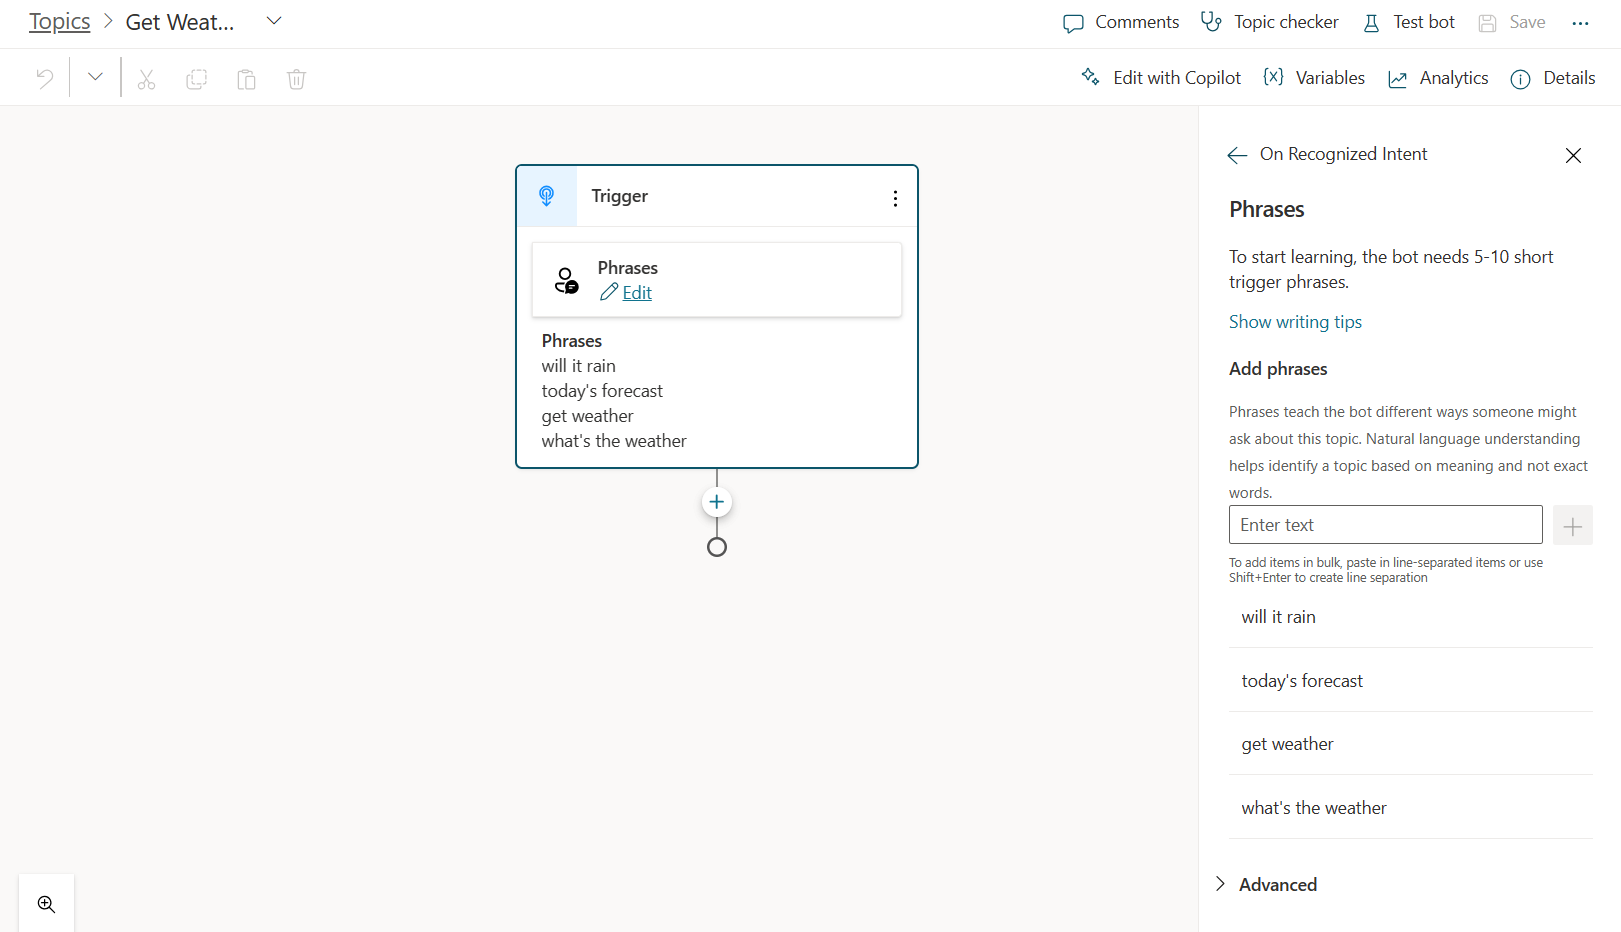 Topics > Get Weat...
Comments
Topic checker
Test bot
Save
Edit with Copilot
Variables
Analytics
Details
Trigger
Phrases
Edit
Phrases
will it rain
today's forecast
get weather
what's the weather
On Recognized Intent
Phrases
To start learning, the bot needs 5-10 short
trigger phrases.
Show writing tips
Add phrases
Phrases teach the bot different ways someone might
ask about this topic. Natural language understanding
helps identify a topic based on meaning and not exact
words.
Enter text
To add items in bulk, paste in line-separated items or use
Shift+Enter to create line separation
will it rain
today's forecast
get weather
what's the weather
Advanced